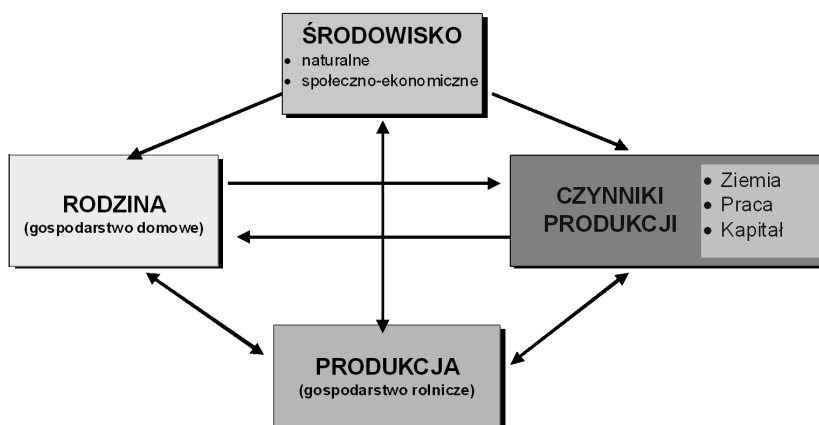 ŚRODOWISKO
• naturalne
• społeczno-ekonomiczne
RODZINA
(gospodarstwo domowe)
CZYNNIKI
PRODUKCJI
• Ziemia
• Praca
• Kapitał
PRODUKCJA
(gospodarstwo rolnicze)